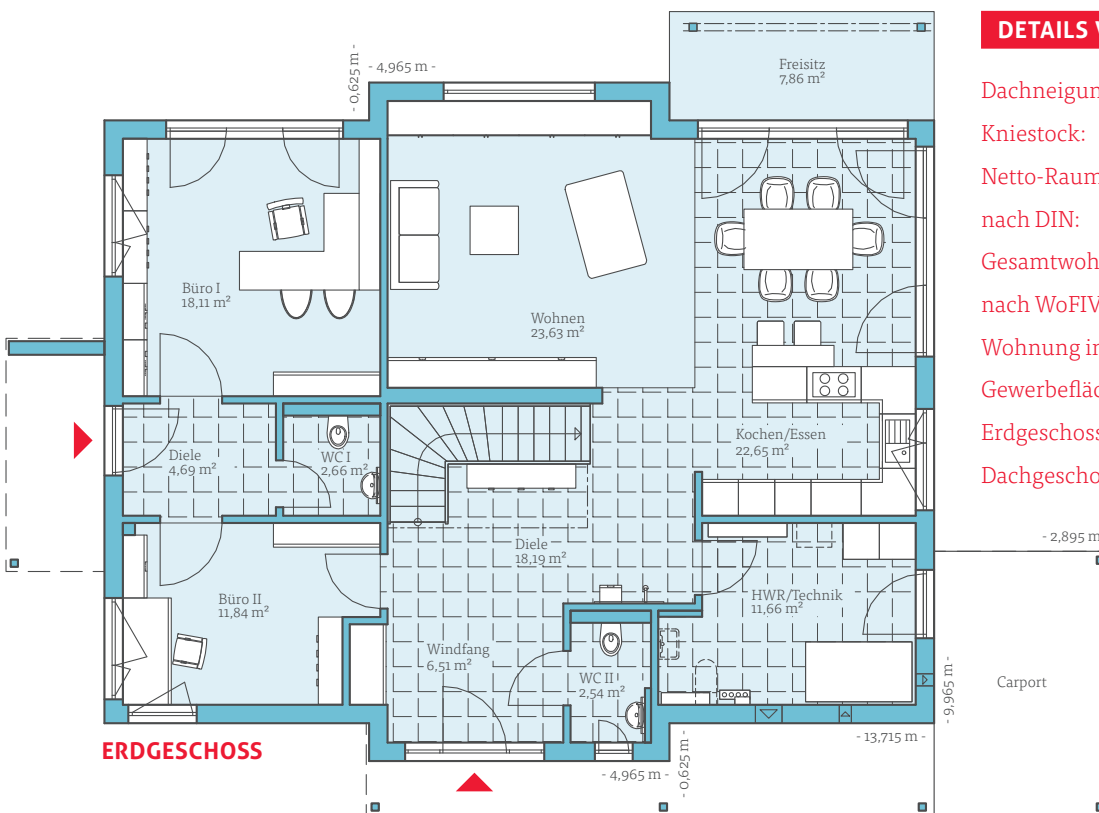 DETAILS V
Dachneigun
Kniestock:
Netto-Raum
nach DIN:
Gesamtwoh
nach WoFIV
Wohnung in
Gewerbefläc
Erdgeschoss
Dachgescho
- 0,625 m -
- 4,965 m -
Freisitz
7,86 m²
Büro I
18,11 m²
Wohnen
23,63 m²
Kochen/Essen
22,65 m²
Diele
4,69 m²
WC I
2,66 m²
Diele
18,19 m²
Büro II
11,84 m²
HWR/Technik
11,66 m²
Windfang
6,51 m²
WC II
2,54 m²
- 2,895 m
- 9,965 m -
Carport
- 13,715 m -
- 4,965 m -
- 0,625 m -
ERDGESCHOSS